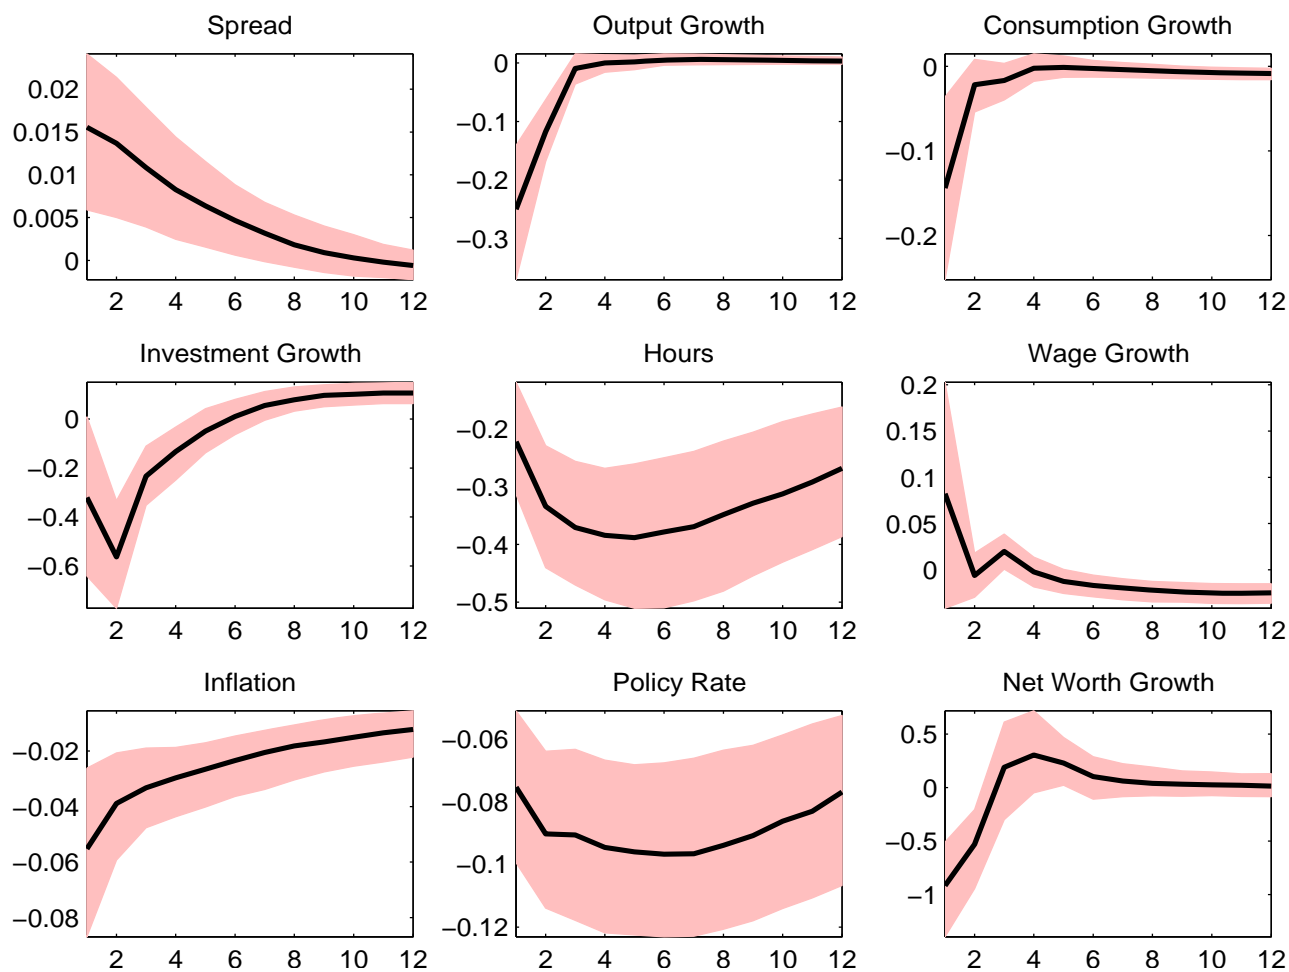 Spread
0.02
0.015
0.01
0.005
0
2 4 6 8 10 12
Output Growth
0
−0.1
−0.2
−0.3
2 4 6 8 10 12
Consumption Growth
0
−0.1
−0.2
2 4 6 8 10 12
Investment Growth
0
−0.2
−0.4
−0.6
2 4 6 8 10 12
Hours
−0.2
−0.3
−0.4
−0.5
2 4 6 8 10 12
Wage Growth
0.2
0.15
0.1
0.05
0
2 4 6 8 10 12
Inflation
−0.02
−0.04
−0.06
−0.08
2 4 6 8 10 12
Policy Rate
−0.06
−0.08
−0.1
−0.12
2 4 6 8 10 12
Net Worth Growth
0.5
0
−0.5
−1
2 4 6 8 10 12